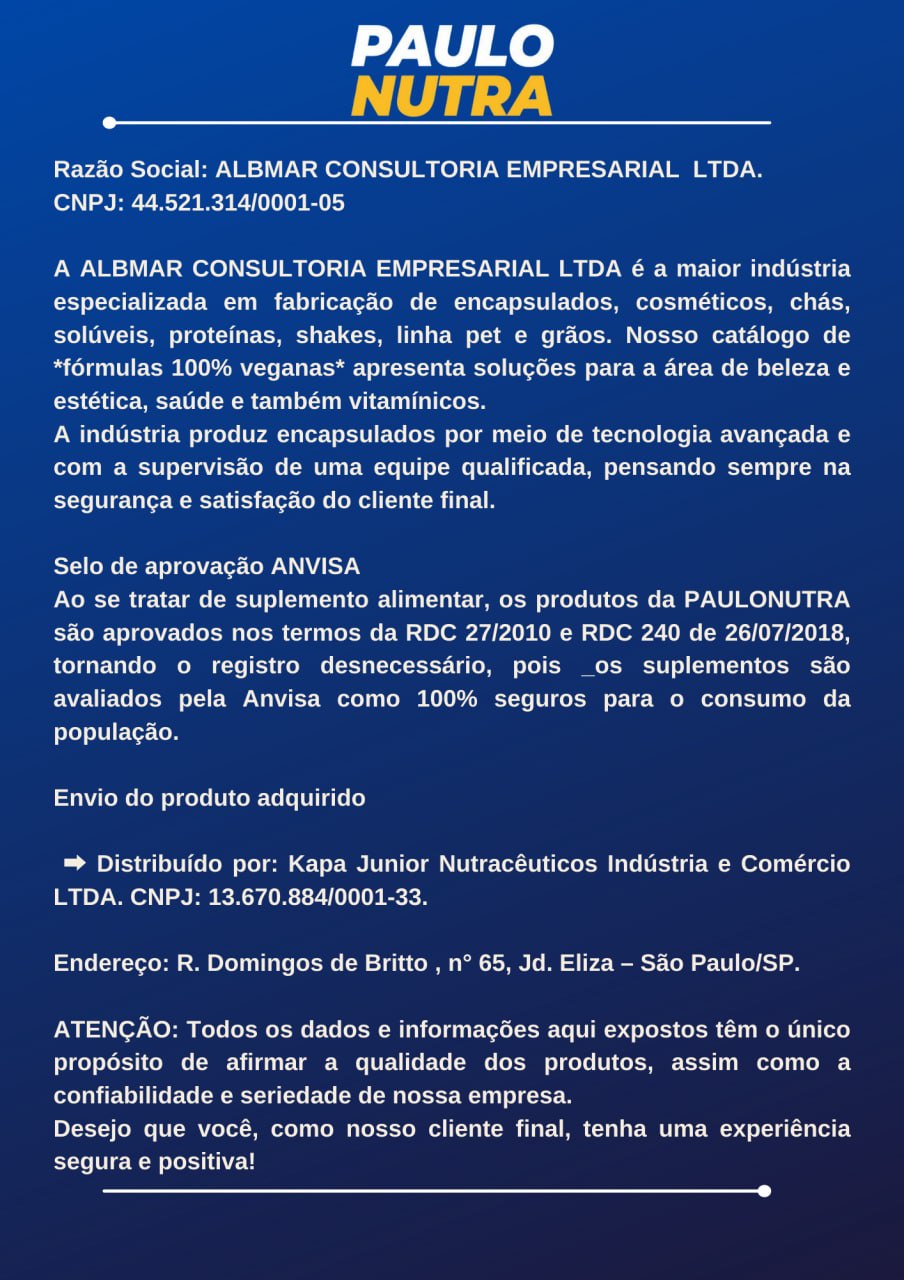 PAULO
NUTRA
Razão Social: ALBMAR CONSULTORIA EMPRESARIAL LTDA.
CNPJ: 44.521.314/0001-05
A ALBMAR CONSULTORIA EMPRESARIAL LTDA é a maior indústria
especializada em fabricação de encapsulados, cosméticos, chás,
solúveis, proteínas, shakes, linha pet e grãos. Nosso catálogo de
*fórmulas 100% veganas* apresenta soluções para a área de beleza e
estética, saúde e também vitamínicos.
A indústria produz encapsulados por meio de tecnologia avançada e
com a supervisão de uma equipe qualificada, pensando sempre na
segurança e satisfação do cliente final.
Selo de aprovação ANVISA
Ao se tratar de suplemento alimentar, os produtos da PAULONUTRA
são aprovados nos termos da RDC 27/2010 e RDC 240 de 26/07/2018,
tornando o registro desnecessário, pois _os suplementos são
avaliados pela Anvisa como 100% seguros para o consumo da
população.
Envio do produto adquirido
➡ Distribuído por: Kapa Junior Nutracêuticos Indústria e Comércio
LTDA. CNPJ: 13.670.884/0001-33.
Endereço: R. Domingos de Britto , n° 65, Jd. Eliza – São Paulo/SP.
ATENÇÃO: Todos os dados e informações aqui expostos têm o único
propósito de afirmar a qualidade dos produtos, assim como a
confiabilidade e seriedade de nossa empresa.
Desejo que você, como nosso cliente final, tenha uma experiência
segura e positiva!